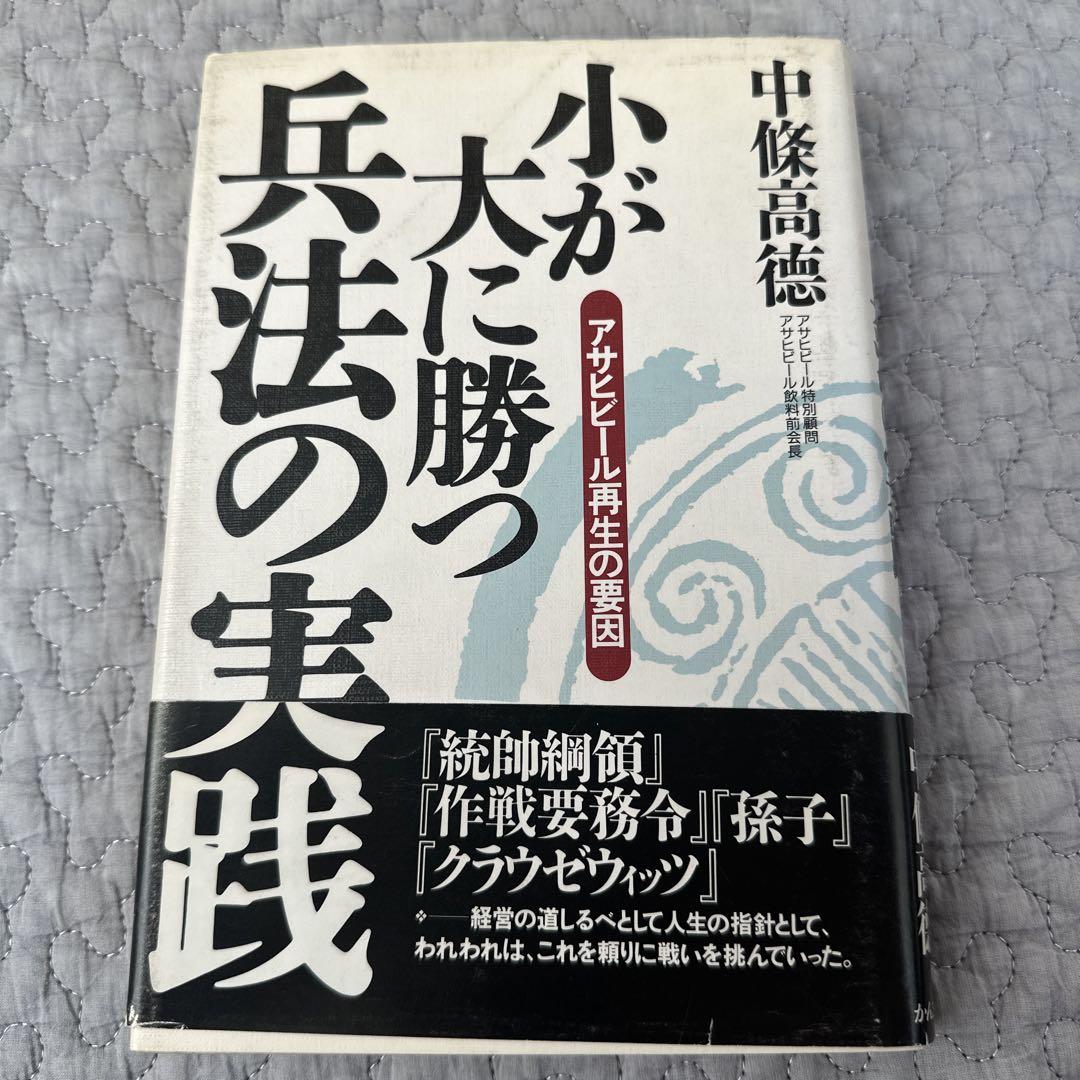 中條高德
アサヒビール特別顧問
アサヒビール飲料前会長
小が
大に勝つ
兵法の実践
アサヒビール再生の要因
『統帥綱領』
『作戦要務令』『孫子』
『クラウゼウィッツ』
❖──経営の道しるべとして人生の指針として、
われわれは、これを頼りに戦いを挑んでいった。